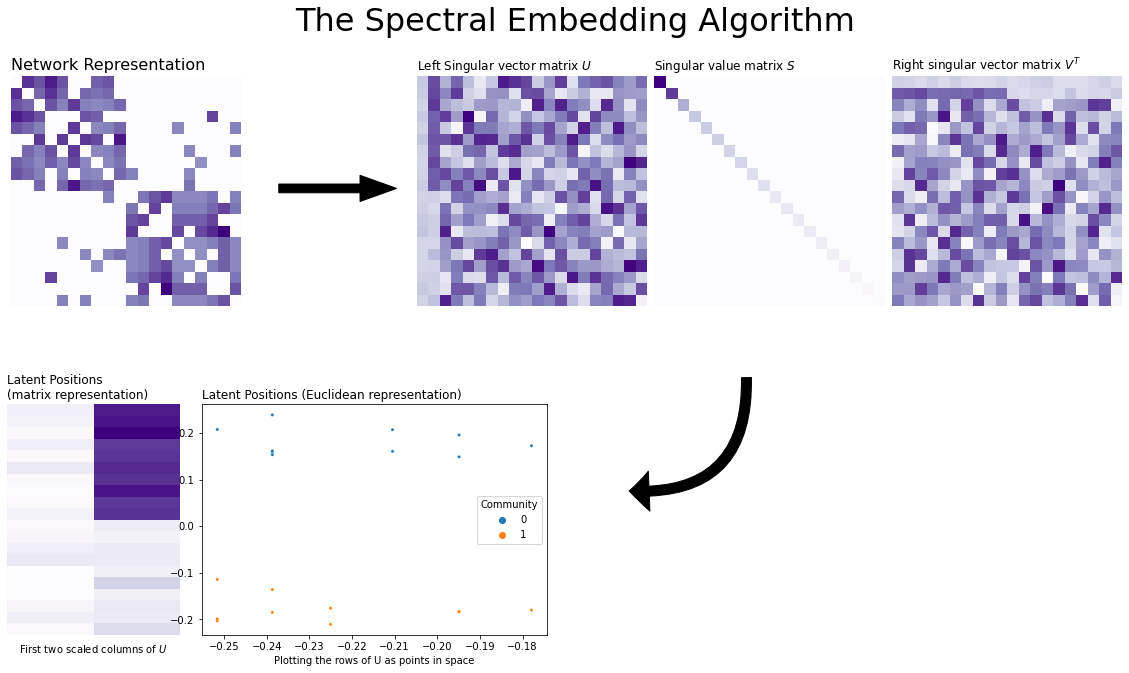 The Spectral Embedding Algorithm
Network Representation
Left Singular vector matrix U
Singular value matrix S
Right singular vector matrix V^T
Latent Positions
(matrix representation)
First two scaled columns of U
Latent Positions (Euclidean representation)
0.2
0.1
0.0
−0.1
−0.2
Community
0
1
−0.25 −0.24 −0.23 −0.22 −0.21 −0.20 −0.19 −0.18
Plotting the rows of U as points in space